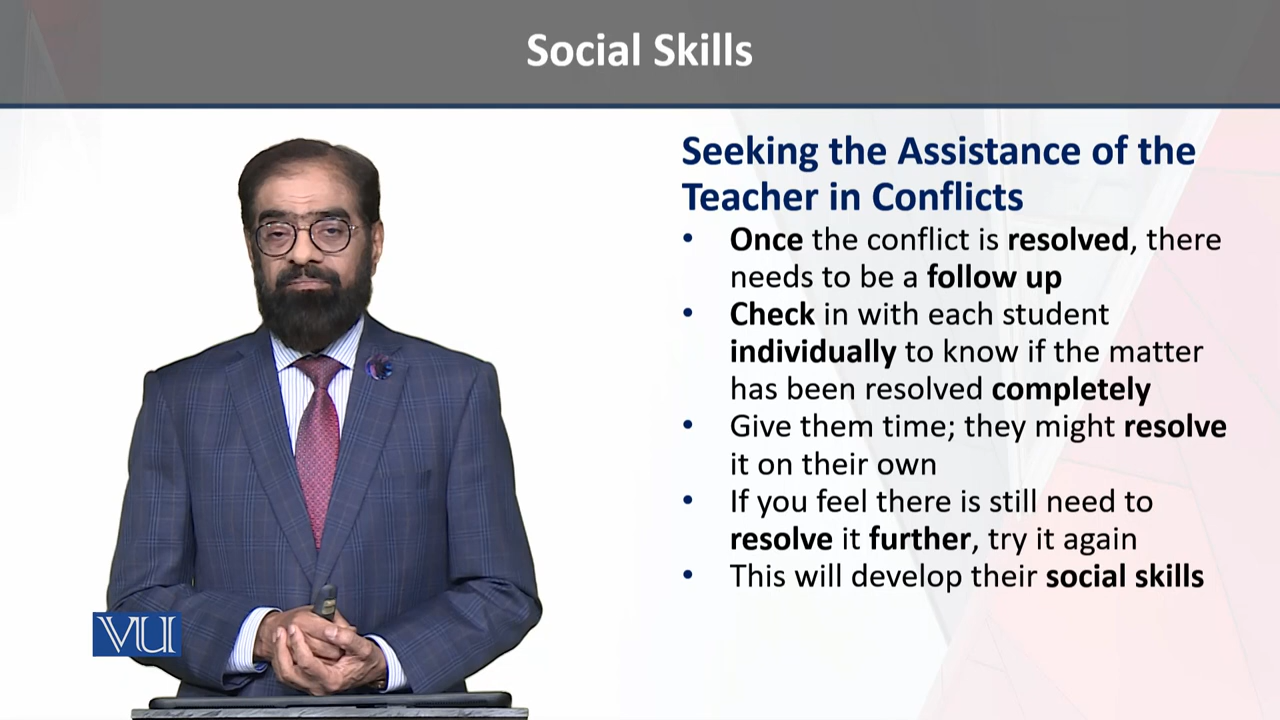 Social Skills
Seeking the Assistance of the
Teacher in Conflicts
• Once the conflict is resolved, there
needs to be a follow up
• Check in with each student
individually to know if the matter
has been resolved completely
• Give them time; they might resolve
it on their own
• If you feel there is still need to
resolve it further, try it again
• This will develop their social skills
VU